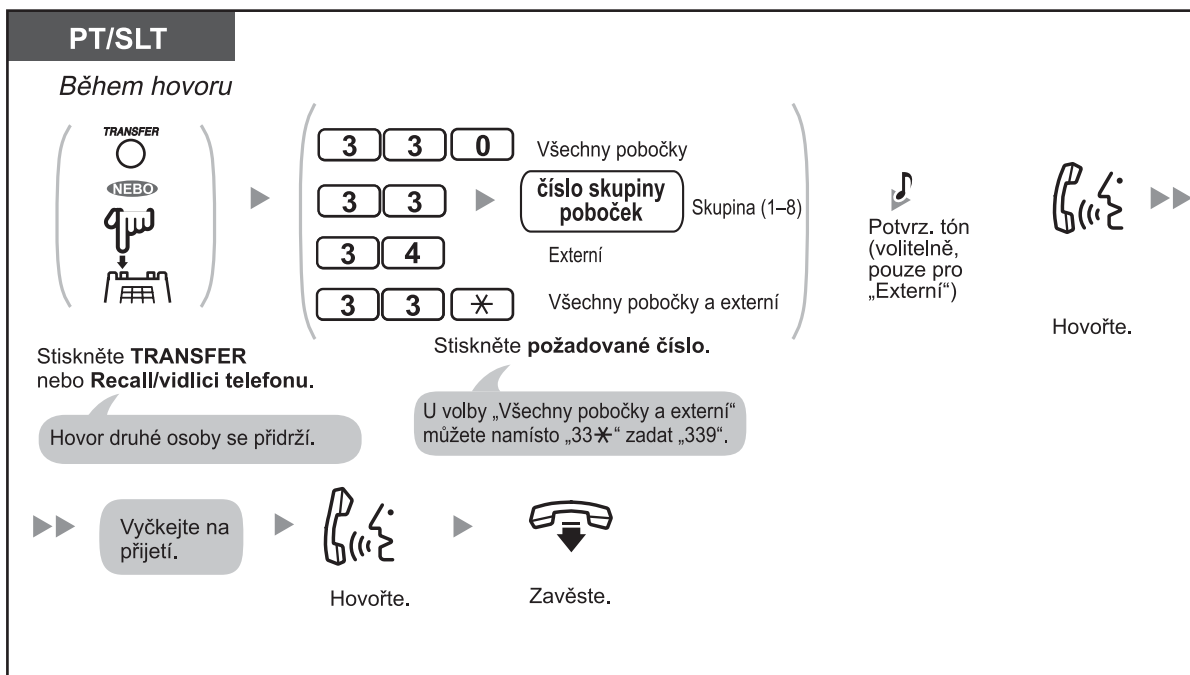 PT/SLT
Během hovoru
TRANSFER
NEBO
Stiskněte TRANSFER
nebo Recall/vidlici telefonu.
Hovor druhé osoby se přidrží.
3 3 0 Všechny pobočky
3 3 číslo skupiny
poboček Skupina (1–8)
3 4 Externí
3 3 * Všechny pobočky a externí
Stiskněte požadované číslo.
U volby „Všechny pobočky a externí“
můžete namísto „33*“ zadat „339“.
Potvrz. tón
(volitelně,
pouze pro
„Externí“)
Hovořte.
Vyčkejte na
přijetí.
Hovořte.
Zavěste.